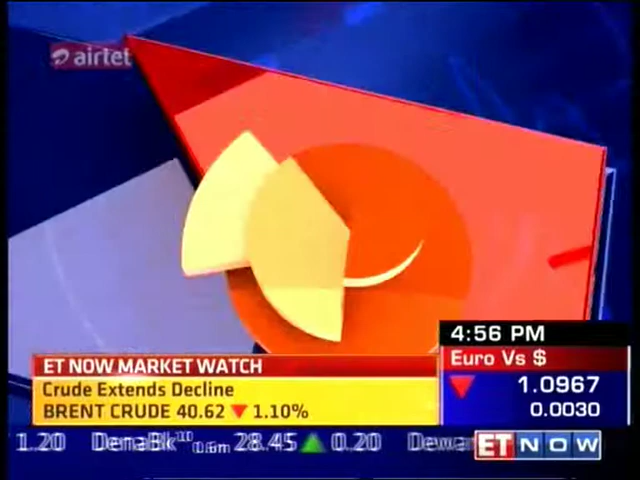 airtel
4:56 PM
Euro Vs $
1.0967
0.0030
ET NOW MARKET WATCH
Crude Extends Decline
BRENT CRUDE 40.62 ▼ 1.10%
1.20 DenaBk 28.45 ▲ 0.20 Dewan
ET NOW